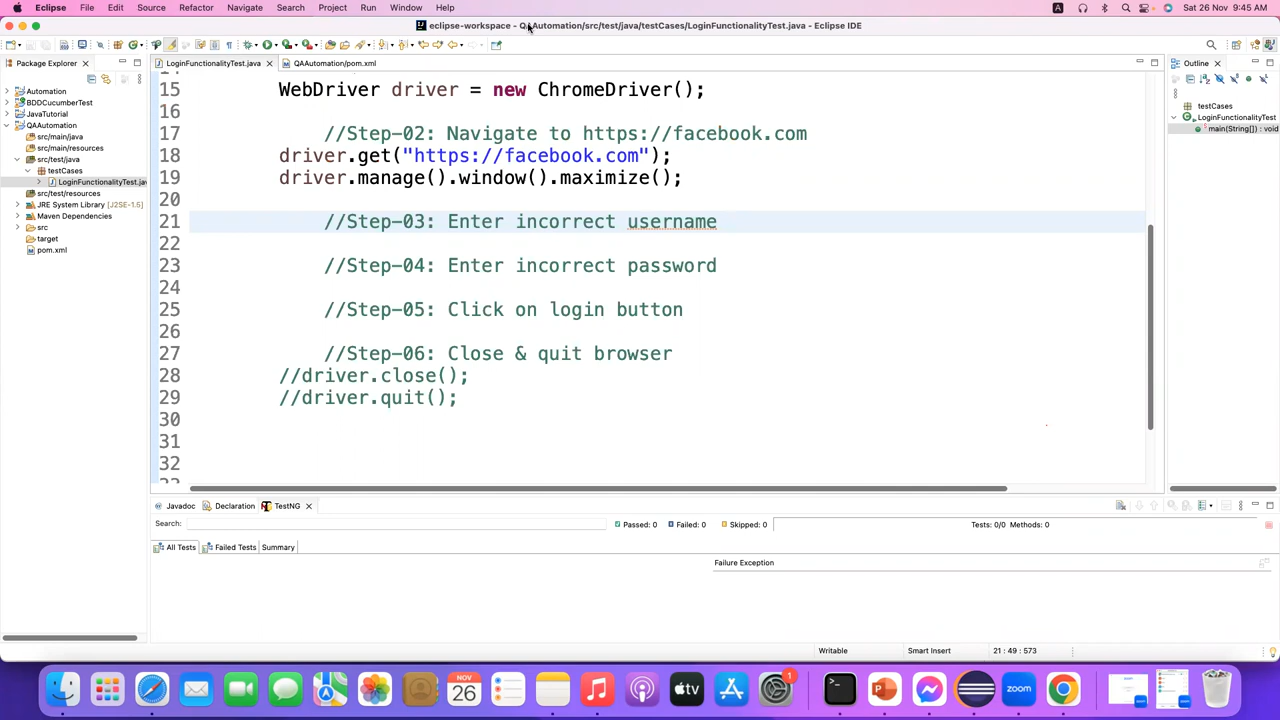 Eclipse File Edit Source Refactor Navigate Search Project Run Window Help A Sat 26 Nov 9:45 AM
eclipse-workspace - QAAutomation/src/test/java/testCases/LoginFunctionalityTest.java - Eclipse IDE
Package Explorer LoginFunctionalityTest.java QAAutomation/pom.xml Outline
Automation
BDDCucumberTest
JavaTutorial
QAAutomation
src/main/java
src/main/resources
src/test/java
testCases
LoginFunctionalityTest.jav
src/test/resources
JRE System Library [J2SE-1.5]
Maven Dependencies
src
target
pom.xml
15 WebDriver driver = new ChromeDriver();
16
17 //Step-02: Navigate to https://facebook.com
18 driver.get("https://facebook.com");
19 driver.manage().window().maximize();
20
21 //Step-03: Enter incorrect username
22
23 //Step-04: Enter incorrect password
24
25 //Step-05: Click on login button
26
27 //Step-06: Close & quit browser
28 //driver.close();
29 //driver.quit();
30
31
32
testCases
LoginFunctionalityTest
main(String[]) : void
Javadoc Declaration TestNG
Search: Passed: 0 Failed: 0 Skipped: 0 Tests: 0/0 Methods: 0
All Tests Failed Tests Summary
Failure Exception
Writable Smart Insert 21 : 49 : 573
NOV
26
tv
1
zoom